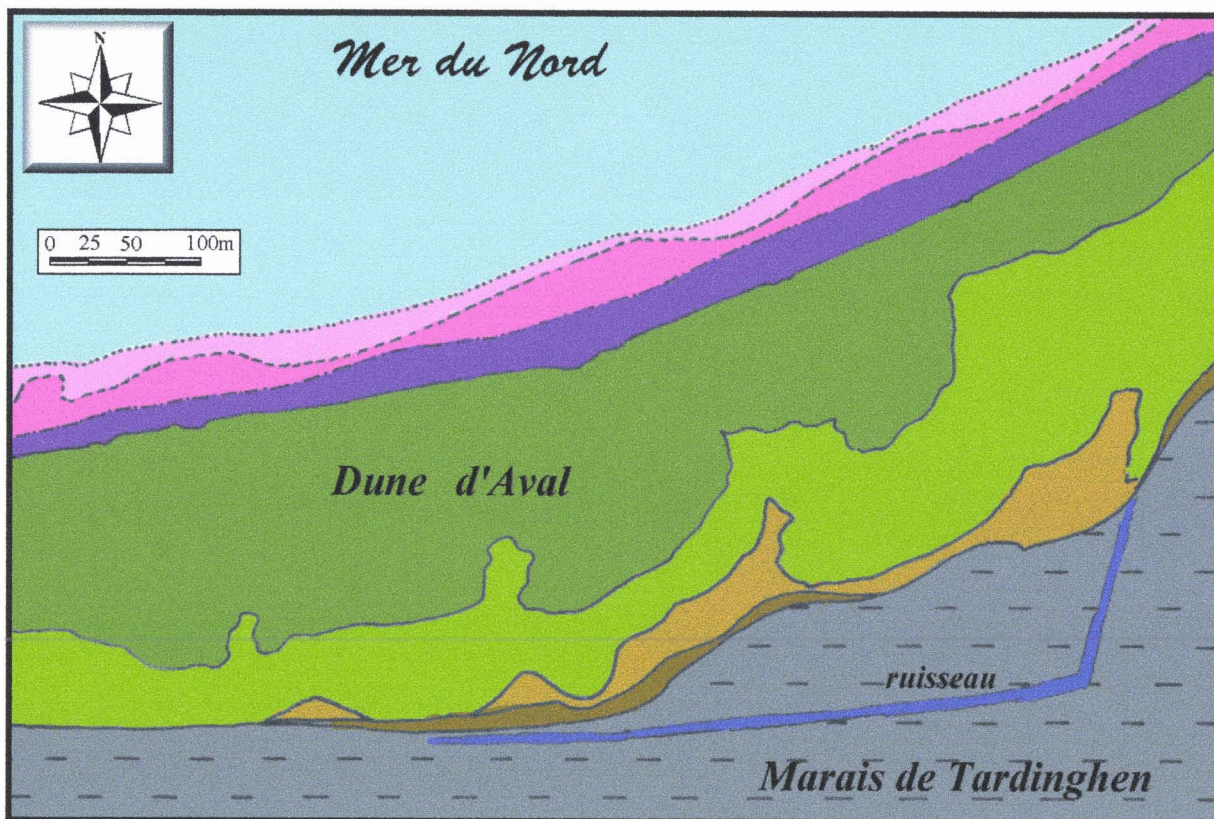 N
Mer du Nord
0 25 50 100m
Dune d'Aval
ruisseau
Marais de Tardinghen